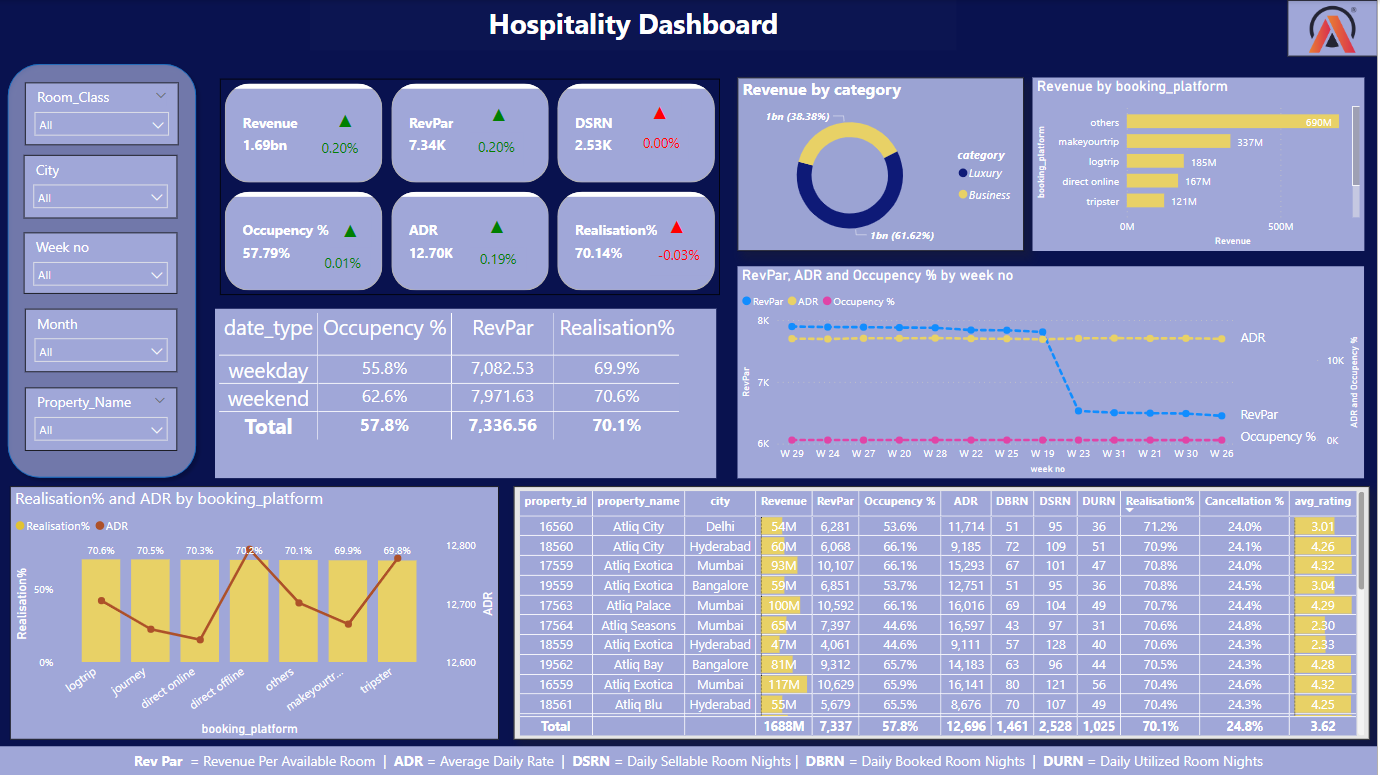 Hospitality Dashboard
Room_Class
All
City
All
Week no
All
Month
All
Property_Name
All
Revenue
1.69bn
0.20%
RevPar
7.34K
0.20%
DSRN
2.53K
0.00%
Occupancy %
57.79%
0.01%
ADR
12.70K
0.19%
Realisation%
70.14%
-0.03%
Revenue by category
1bn (38.38%)
category
Luxury
Business
1bn (61.62%)
Revenue by booking_platform
booking_platform
others 690M
makeyourtrip 337M
logtrip 185M
direct online 167M
tripster 121M
0M 500M
Revenue
date_type Occupancy % RevPar Realisation%
weekday 55.8% 7,082.53 69.9%
weekend 62.6% 7,971.63 70.6%
Total 57.8% 7,336.56 70.1%
RevPar, ADR and Occupancy % by week no
RevPar ADR Occupancy %
8K
7K
6K
RevPar
ADR
RevPar
Occupancy %
10K
0K
ADR and Occupancy %
W 29 W 24 W 27 W 20 W 28 W 22 W 25 W 19 W 23 W 31 W 21 W 30 W 26
week no
Realisation% and ADR by booking_platform
Realisation% ADR
70.6% 70.5% 70.3% 70.2% 70.1% 69.9% 69.8%
50%
0%
Realisation%
12,800
12,700
12,600
ADR
logtrip journey direct online direct offline others makeyourtr... tripster
booking_platform
property_id property_name city Revenue RevPar Occupancy % ADR DBRN DSRN DURN Realisation% Cancellation % avg_rating
16560 Atliq City Delhi 54M 6,281 53.6% 11,714 51 95 36 71.2% 24.0% 3.01
18560 Atliq City Hyderabad 60M 6,068 66.1% 9,185 72 109 51 70.9% 24.1% 4.26
17559 Atliq Exotica Mumbai 93M 10,107 66.1% 15,293 67 101 47 70.8% 24.0% 4.32
19559 Atliq Exotica Bangalore 59M 6,851 53.7% 12,751 51 95 36 70.8% 24.5% 3.04
17563 Atliq Palace Mumbai 100M 10,592 66.1% 16,016 69 104 49 70.7% 24.4% 4.29
17564 Atliq Seasons Mumbai 65M 7,397 44.6% 16,597 43 97 31 70.6% 24.8% 2.30
18559 Atliq Exotica Hyderabad 47M 4,061 44.6% 9,111 57 128 40 70.6% 24.3% 2.33
19562 Atliq Bay Bangalore 81M 9,312 65.7% 14,183 63 96 44 70.5% 24.3% 4.28
16559 Atliq Exotica Mumbai 117M 10,629 65.9% 16,141 80 121 56 70.4% 24.6% 4.32
18561 Atliq Blu Hyderabad 55M 5,679 65.5% 8,676 70 107 49 70.4% 24.3% 4.25
Total 1688M 7,337 57.8% 12,696 1,461 2,528 1,025 70.1% 24.8% 3.62
Rev Par = Revenue Per Available Room | ADR = Average Daily Rate | DSRN = Daily Sellable Room Nights | DBRN = Daily Booked Room Nights | DURN = Daily Utilized Room Nights